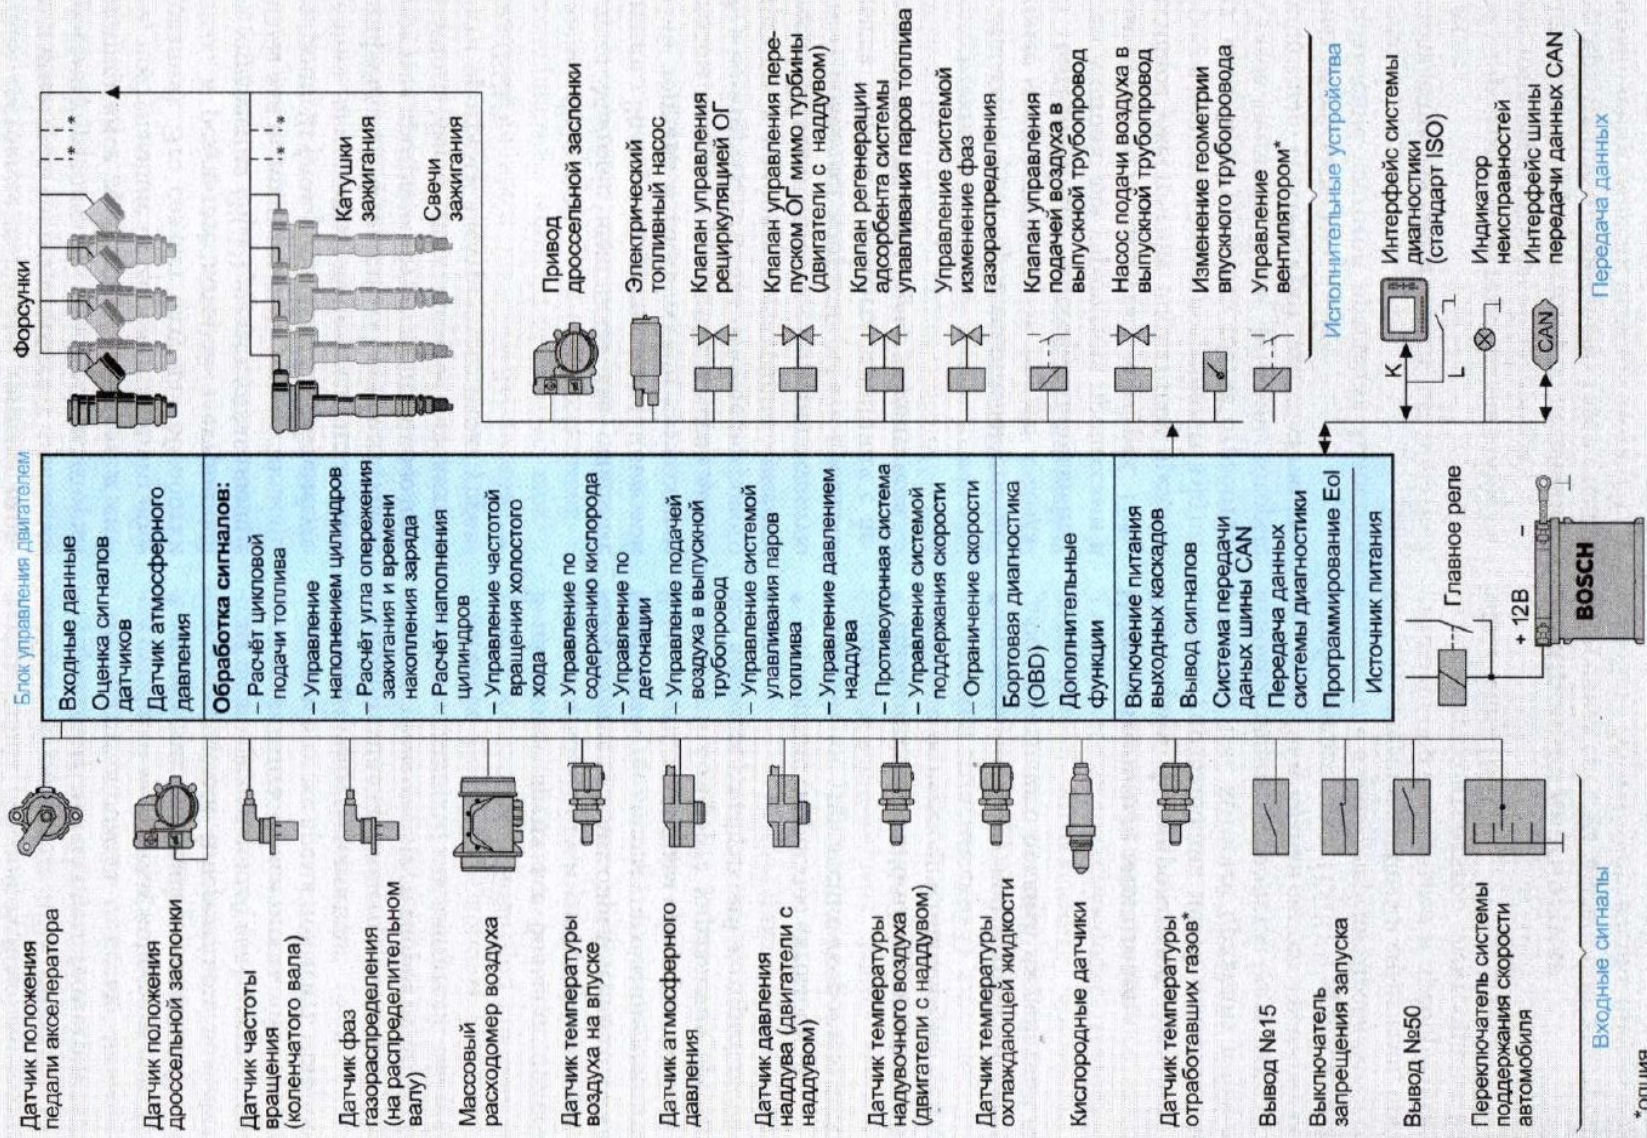 Датчик положения
педали акселератора
Датчик положения
дроссельной заслонки
Датчик частоты
вращения
(коленчатого вала)
Датчик фаз
газораспределения
(на распределительном
валу)
Массовый
расходомер воздуха
Датчик температуры
воздуха на впуске
Датчик атмосферного
давления
Датчик давления
наддува (двигатели с
наддувом)
Датчик температуры
наддувочного воздуха
(двигатели с наддувом)
Датчик температуры
охлаждающей жидкости
Кислородные датчики
Датчик температуры
отработавших газов*
Вывод №15
Выключатель
запрещения запуска
Вывод №50
Переключатель системы
поддержания скорости
автомобиля
Входные сигналы
*опция
Блок управления двигателем
Входные данные
Оценка сигналов
датчиков
Датчик атмосферного
давления
Обработка сигналов:
– Расчёт цикловой
подачи топлива
– Управление
наполнением цилиндров
– Расчёт угла опережения
зажигания и времени
накопления заряда
– Расчёт наполнения
цилиндров
– Управление частотой
вращения холостого
хода
– Управление по
содержанию кислорода
– Управление по
детонации
– Управление подачей
воздуха в выпускной
трубопровод
– Управление системой
улавливания паров
топлива
– Управление давлением
наддува
– Противоугонная система
– Управление системой
поддержания скорости
– Ограничение скорости
Бортовая диагностика
(OBD)
Дополнительные
функции
Включение питания
выходных каскадов
Вывод сигналов
Система передачи
данных шины CAN
Передача данных
системы диагностики
Программирование Eol
Источник питания
Главное реле
+ 12В
–
BOSCH
Форсунки
*
*
*
*
Катушки
зажигания
Свечи
зажигания
Привод
дроссельной заслонки
Электрический
топливный насос
Клапан управления
рециркуляцией ОГ
Клапан управления пере-
пуском ОГ мимо турбины
(двигатели с наддувом)
Клапан регенерации
адсорбента системы
улавливания паров топлива
Управление системой
изменение фаз
газораспределения
Клапан управления
подачей воздуха в
выпускной трубопровод
Насос подачи воздуха в
выпускной трубопровод
Изменение геометрии
впускного трубопровода
Управление
вентилятором*
Исполнительные устройства
K
L
Интерфейс системы
диагностики
(стандарт ISO)
Индикатор
неисправностей
CAN
Интерфейс шины
передачи данных CAN
Передача данных